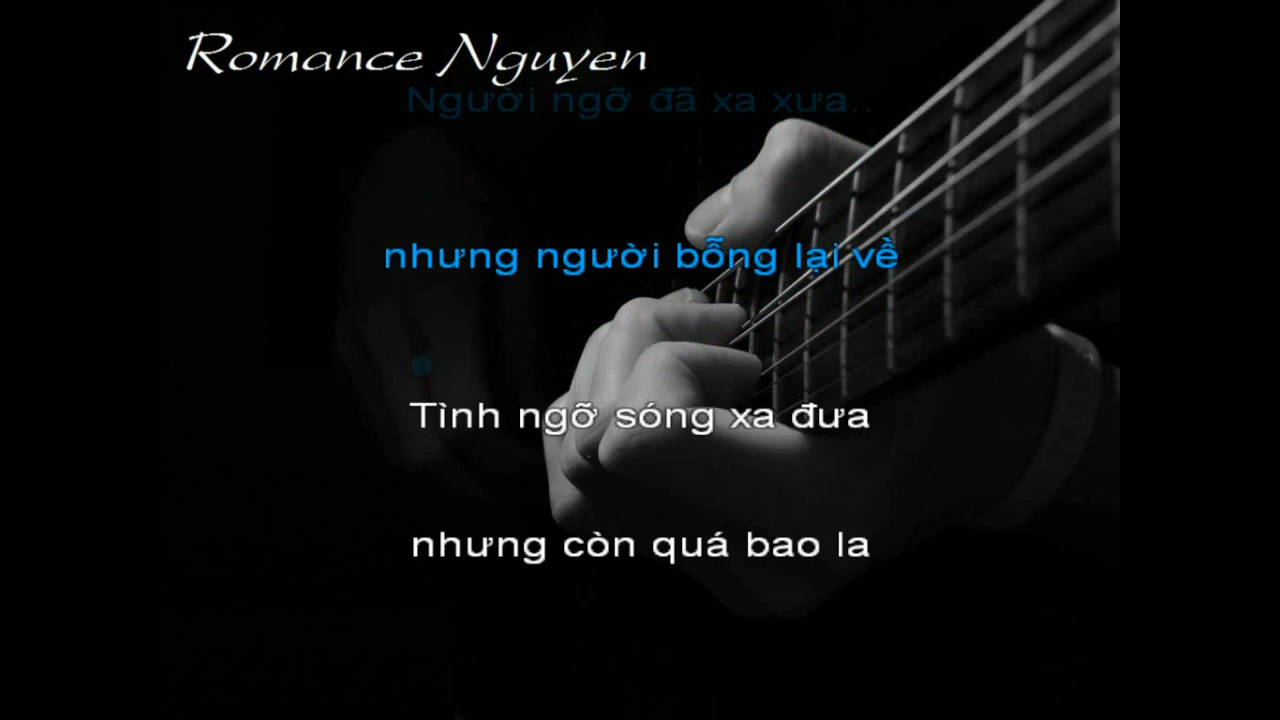 Romance Nguyen
Người ngỡ đã xa xưa..
nhưng người bỗng lại về
Tình ngỡ sóng xa đưa
nhưng còn quá bao la